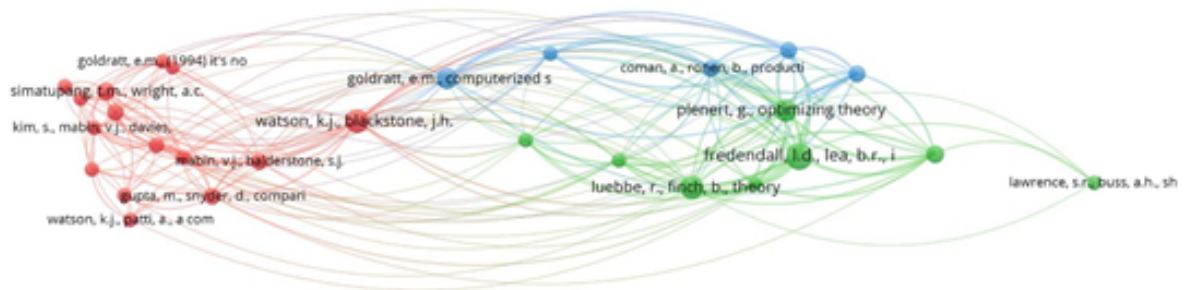 goldratt, e.m., (1994) it's no
simatupang, t.m., wright, a.c.
kim, s., mabin, v.j., davies,
watson, k.j., blackstone, j.h.
mabin, v.j., balderstone, s.j.
gupta, m., snyder, d., compari
watson, k.j., patti, a., a com
goldratt, e.m., computerized s
coman, a., ronen, b., producti
plenert, g., optimizing theory
fredendall, l.d., lea, b.r., i
luebbe, r., finch, b., theory
lawrence, s.r., buss, a.h., sh